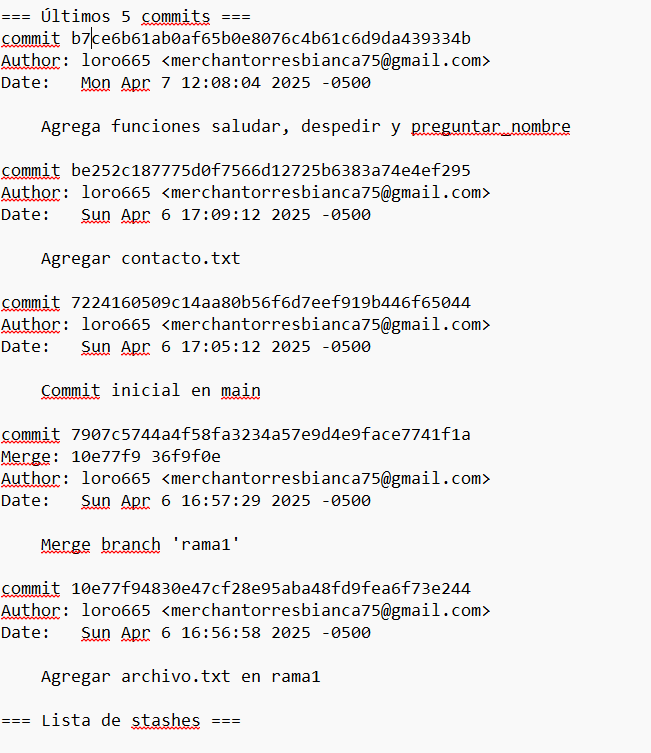 === Últimos 5 commits ===
commit b7ce6b61ab0af65b0e8076c4b61c6d9da439334b
Author: loro665 <merchantorresbianca75@gmail.com>
Date:   Mon Apr 7 12:08:04 2025 -0500
    Agrega funciones saludar, despedir y preguntar_nombre
commit be252c187775d0f7566d12725b6383a74e4ef295
Author: loro665 <merchantorresbianca75@gmail.com>
Date:   Sun Apr 6 17:09:12 2025 -0500
    Agregar contacto.txt
commit 7224160509c14aa80b56f6d7eef919b446f65044
Author: loro665 <merchantorresbianca75@gmail.com>
Date:   Sun Apr 6 17:05:12 2025 -0500
    Commit inicial en main
commit 7907c5744a4f58fa3234a57e9d4e9face7741f1a
Merge: 10e77f9 36f9f0e
Author: loro665 <merchantorresbianca75@gmail.com>
Date:   Sun Apr 6 16:57:29 2025 -0500
    Merge branch 'rama1'
commit 10e77f94830e47cf28e95aba48fd9fea6f73e244
Author: loro665 <merchantorresbianca75@gmail.com>
Date:   Sun Apr 6 16:56:58 2025 -0500
    Agregar archivo.txt en rama1
=== Lista de stashes ===